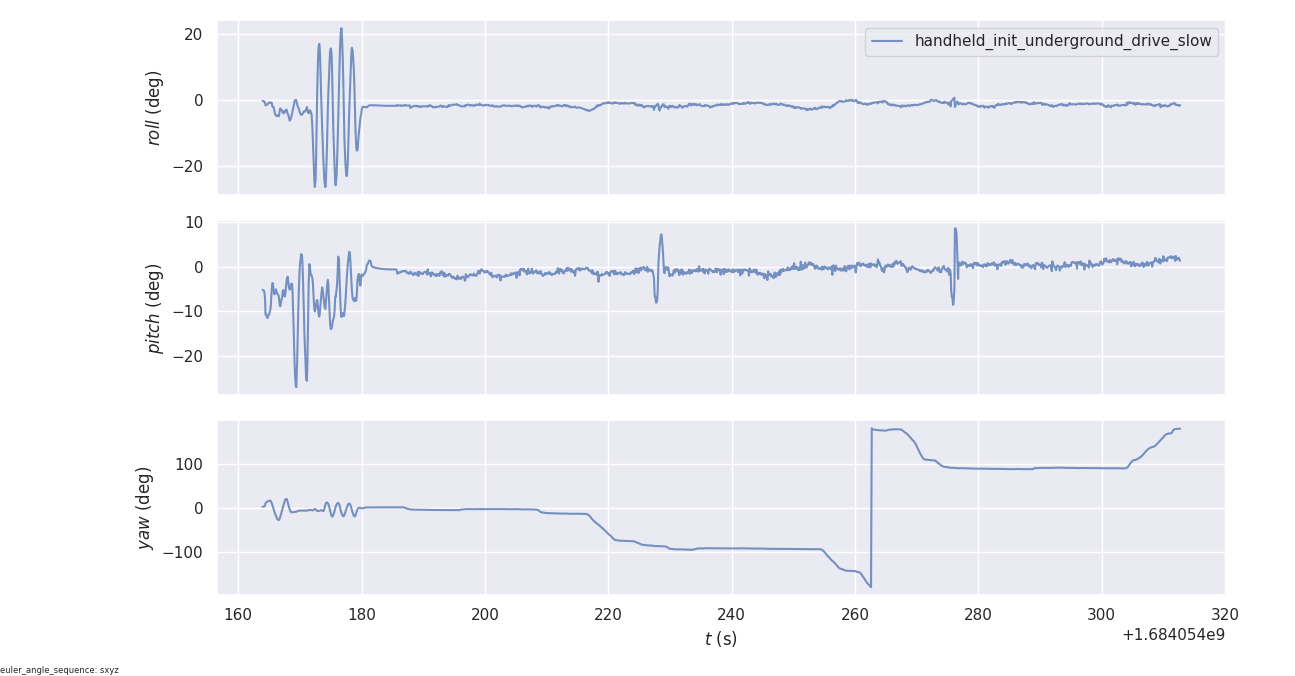 20
0
−20
roll (deg)
handheld_init_underground_drive_slow
10
0
−10
−20
pitch (deg)
100
0
−100
yaw (deg)
160 180 200 220 240 260 280 300 320
t (s)
+1.684054e9
euler_angle_sequence: sxyz